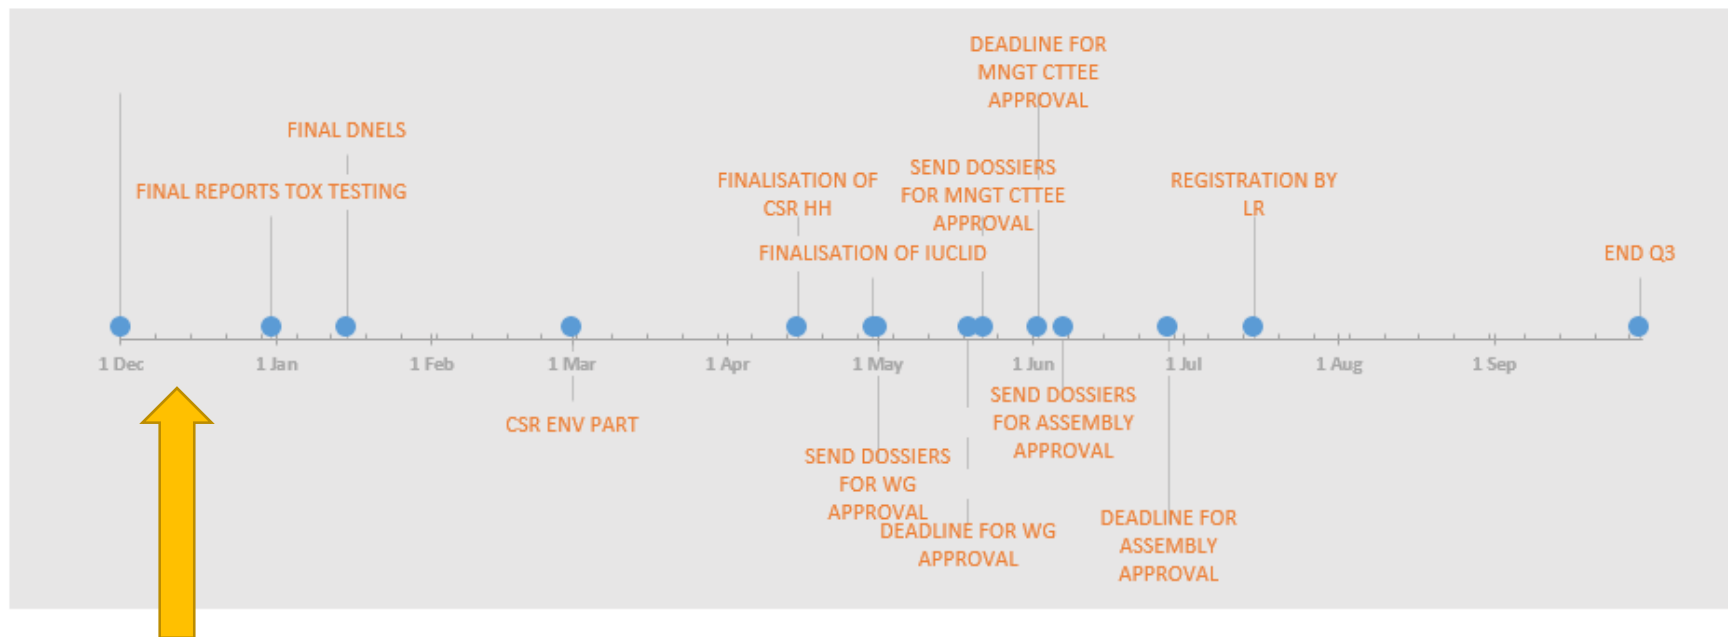 DEADLINE FOR
MNGT CTTEE
APPROVAL
FINAL DNELS
FINAL REPORTS TOX TESTING
FINALISATION OF
CSR HH
SEND DOSSIERS
FOR MNGT CTTEE
APPROVAL
REGISTRATION BY
LR
FINALISATION OF IUCLID
END Q3
1 Dec
1 Jan
1 Feb
1 Mar
1 Apr
1 May
1 Jun
1 Jul
1 Aug
1 Sep
CSR ENV PART
SEND DOSSIERS
FOR WG
APPROVAL
DEADLINE FOR WG
APPROVAL
SEND DOSSIERS
FOR ASSEMBLY
APPROVAL
DEADLINE FOR
ASSEMBLY
APPROVAL